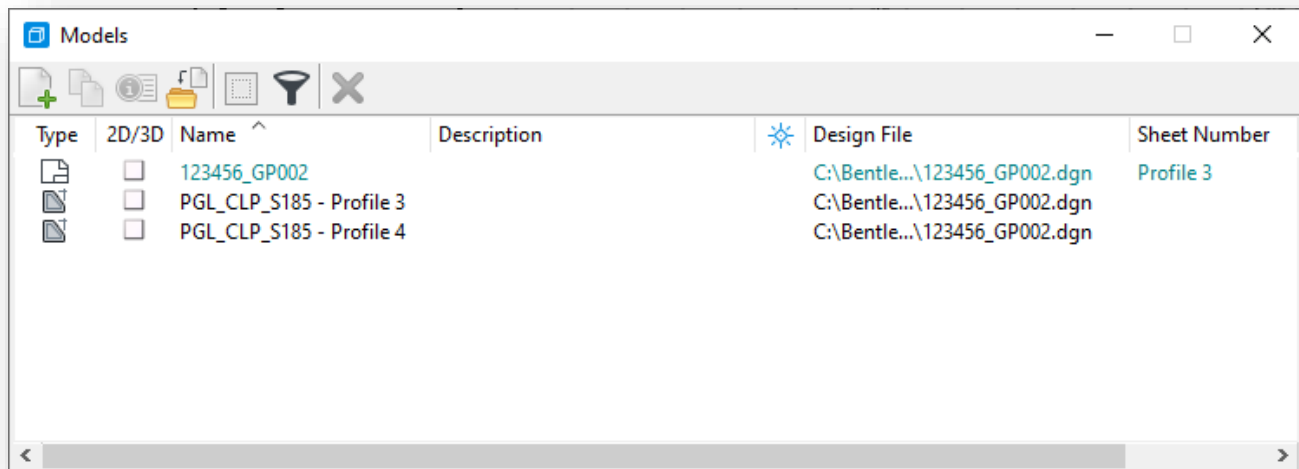 Models
Type 2D/3D Name Description Design File Sheet Number
123456_GP002 C:\Bentle...\123456_GP002.dgn Profile 3
PGL_CLP_S185 - Profile 3 C:\Bentle...\123456_GP002.dgn
PGL_CLP_S185 - Profile 4 C:\Bentle...\123456_GP002.dgn